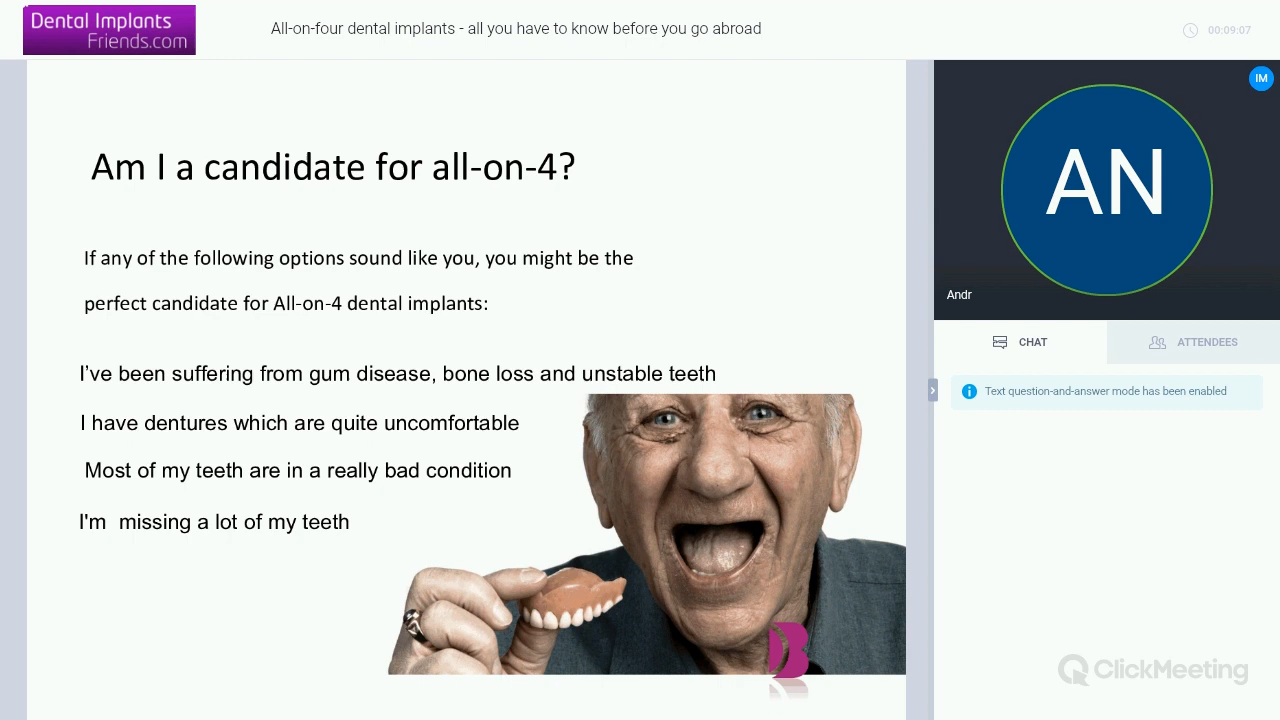 Dental Implants
Friends.com
All-on-four dental implants - all you have to know before you go abroad
00:09:07
Am I a candidate for all-on-4?
If any of the following options sound like you, you might be the
perfect candidate for All-on-4 dental implants:
I’ve been suffering from gum disease, bone loss and unstable teeth
I have dentures which are quite uncomfortable
Most of my teeth are in a really bad condition
I'm  missing a lot of my teeth
B
IM
AN
Andr
CHAT
ATTENDEES
Text question-and-answer mode has been enabled
ClickMeeting